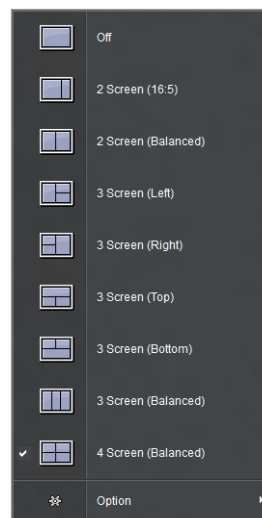 Off
2 Screen (16:5)
2 Screen (Balanced)
3 Screen (Left)
3 Screen (Right)
3 Screen (Top)
3 Screen (Bottom)
3 Screen (Balanced)
4 Screen (Balanced)
Option